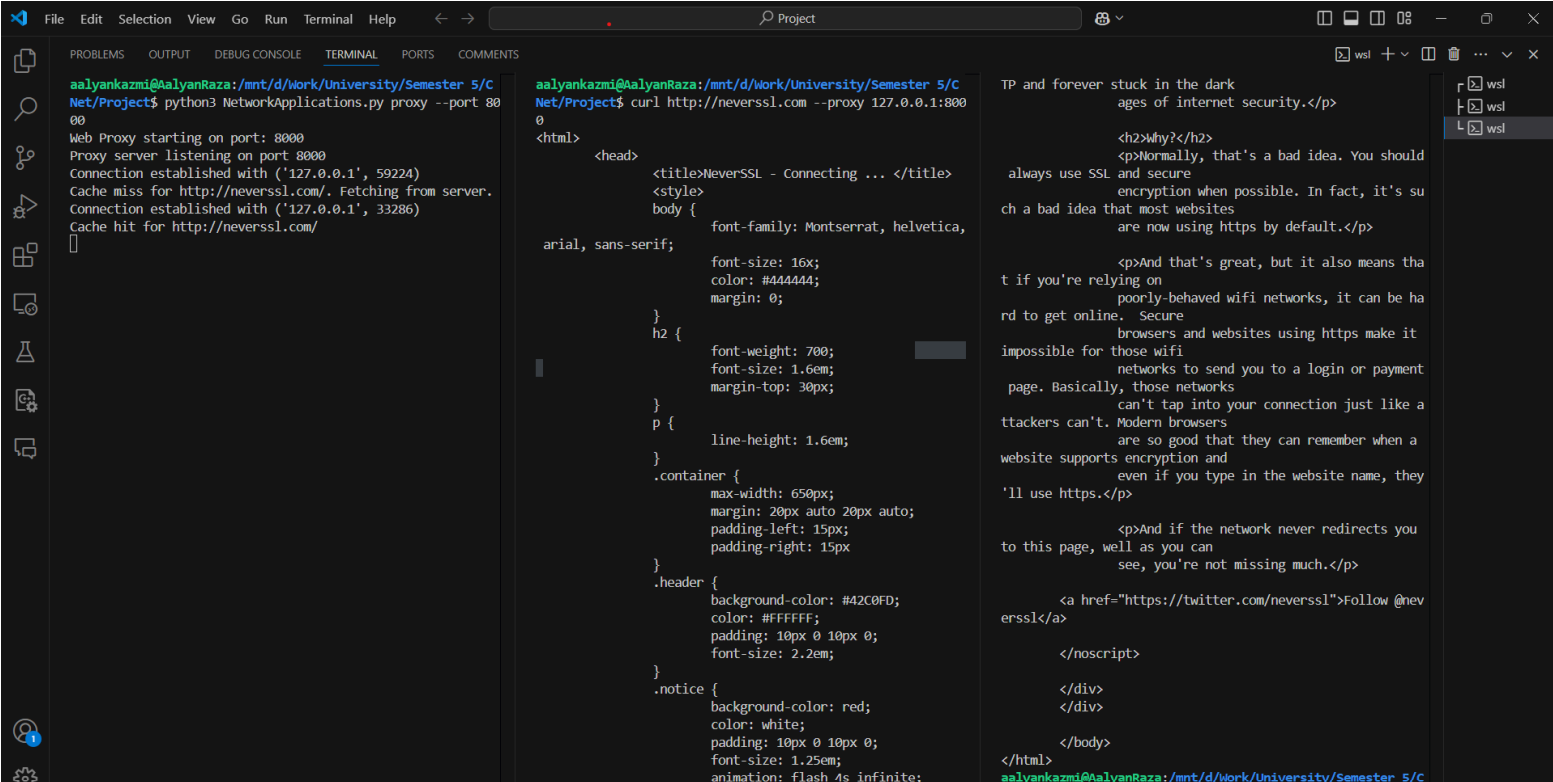 File Edit Selection View Go Run Terminal Help
Project
PROBLEMS OUTPUT DEBUG CONSOLE TERMINAL PORTS COMMENTS
wsl
aalyankazmi@AalyanRaza:/mnt/d/Work/University/Semester 5/C
Net/Project$ python3 NetworkApplications.py proxy --port 80
00
Web Proxy starting on port: 8000
Proxy server listening on port 8000
Connection established with ('127.0.0.1', 59224)
Cache miss for http://neverssl.com/. Fetching from server.
Connection established with ('127.0.0.1', 33286)
Cache hit for http://neverssl.com/
aalyankazmi@AalyanRaza:/mnt/d/Work/University/Semester 5/C
Net/Project$ curl http://neverssl.com --proxy 127.0.0.1:800
0
<html>
<head>
<title>NeverSSL - Connecting ... </title>
<style>
body {
font-family: Montserrat, helvetica,
arial, sans-serif;
font-size: 16x;
color: #444444;
margin: 0;
}
h2 {
font-weight: 700;
font-size: 1.6em;
margin-top: 30px;
}
p {
line-height: 1.6em;
}
.container {
max-width: 650px;
margin: 20px auto 20px auto;
padding-left: 15px;
padding-right: 15px
}
.header {
background-color: #42C0FD;
color: #FFFFFF;
padding: 10px 0 10px 0;
font-size: 2.2em;
}
.notice {
background-color: red;
color: white;
padding: 10px 0 10px 0;
font-size: 1.25em;
animation: flash 4s infinite;
TP and forever stuck in the dark
ages of internet security.</p>
<h2>Why?</h2>
<p>Normally, that's a bad idea. You should
always use SSL and secure
encryption when possible. In fact, it's su
ch a bad idea that most websites
are now using https by default.</p>
<p>And that's great, but it also means tha
t if you're relying on
poorly-behaved wifi networks, it can be ha
rd to get online.  Secure
browsers and websites using https make it
impossible for those wifi
networks to send you to a login or payment
page. Basically, those networks
can't tap into your connection just like a
ttackers can't. Modern browsers
are so good that they can remember when a
website supports encryption and
even if you type in the website name, they
'll use https.</p>
<p>And if the network never redirects you
to this page, well as you can
see, you're not missing much.</p>
<a href="https://twitter.com/neverssl">Follow @nev
erssl</a>
</noscript>
</div>
</div>
</body>
</html>
aalyankazmi@AalyanRaza:/mnt/d/Work/University/Semester 5/C
wsl
wsl
wsl
1